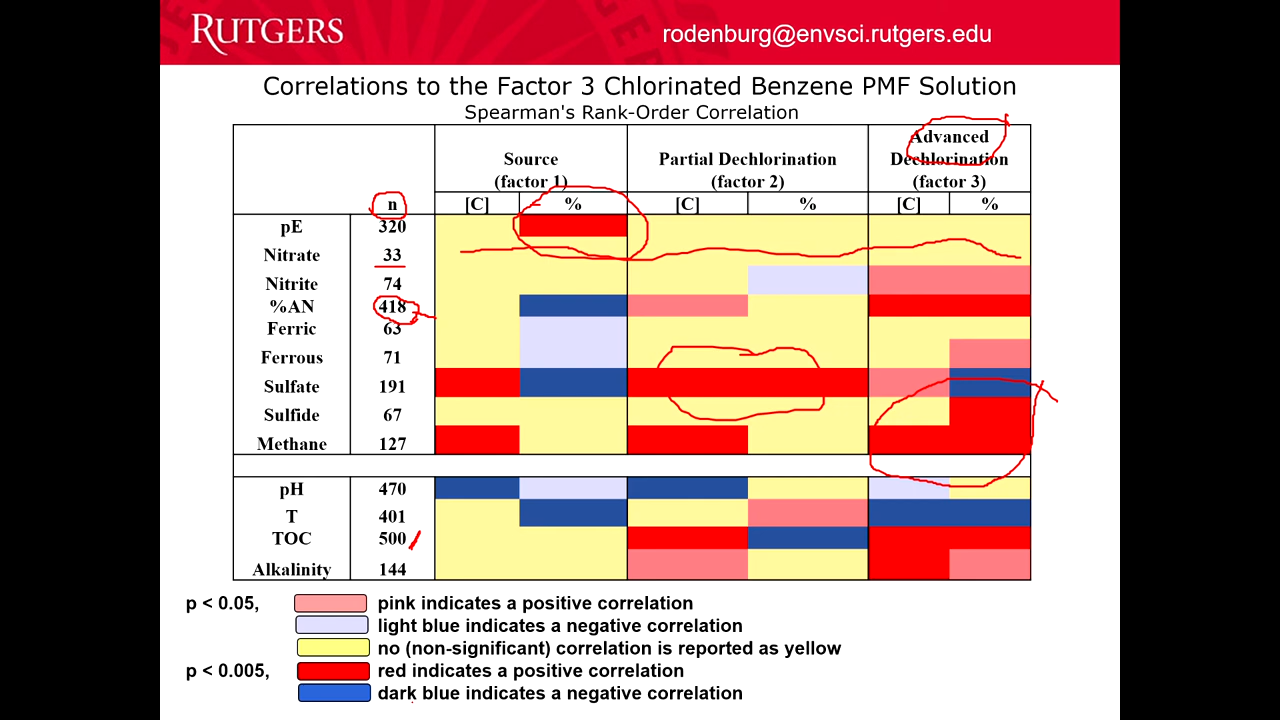 RUTGERS
rodenburg@envsci.rutgers.edu
Correlations to the Factor 3 Chlorinated Benzene PMF Solution
Spearman's Rank-Order Correlation
Source (factor 1) Partial Dechlorination (factor 2) Advanced Dechlorination (factor 3)
n [C] % [C] % [C] %
pE 320
Nitrate 33
Nitrite 74
%AN 418
Ferric 63
Ferrous 71
Sulfate 191
Sulfide 67
Methane 127
pH 470
T 401
TOC 500
Alkalinity 144
p < 0.05, pink indicates a positive correlation
light blue indicates a negative correlation
no (non-significant) correlation is reported as yellow
p < 0.005, red indicates a positive correlation
dark blue indicates a negative correlation